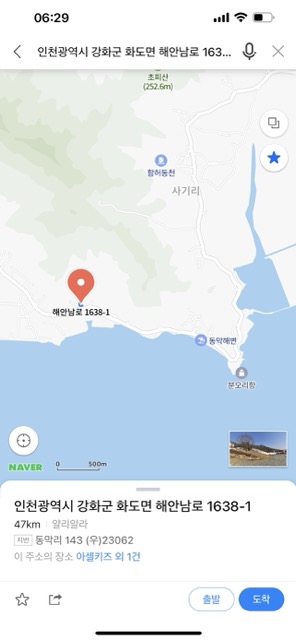 06:29
인천광역시 강화군 화도면 해안남로 163...
초피산
(252.6m)
함허동천
사기리
해안남로 1638-1
동막해변
분오리항
NAVER
0 500m
인천광역시 강화군 화도면 해안남로 1638-1
47km 얄리얄라
지번 동막리 143 (우)23062
이 주소의 장소 아셀키즈 외 1건
출발
도착